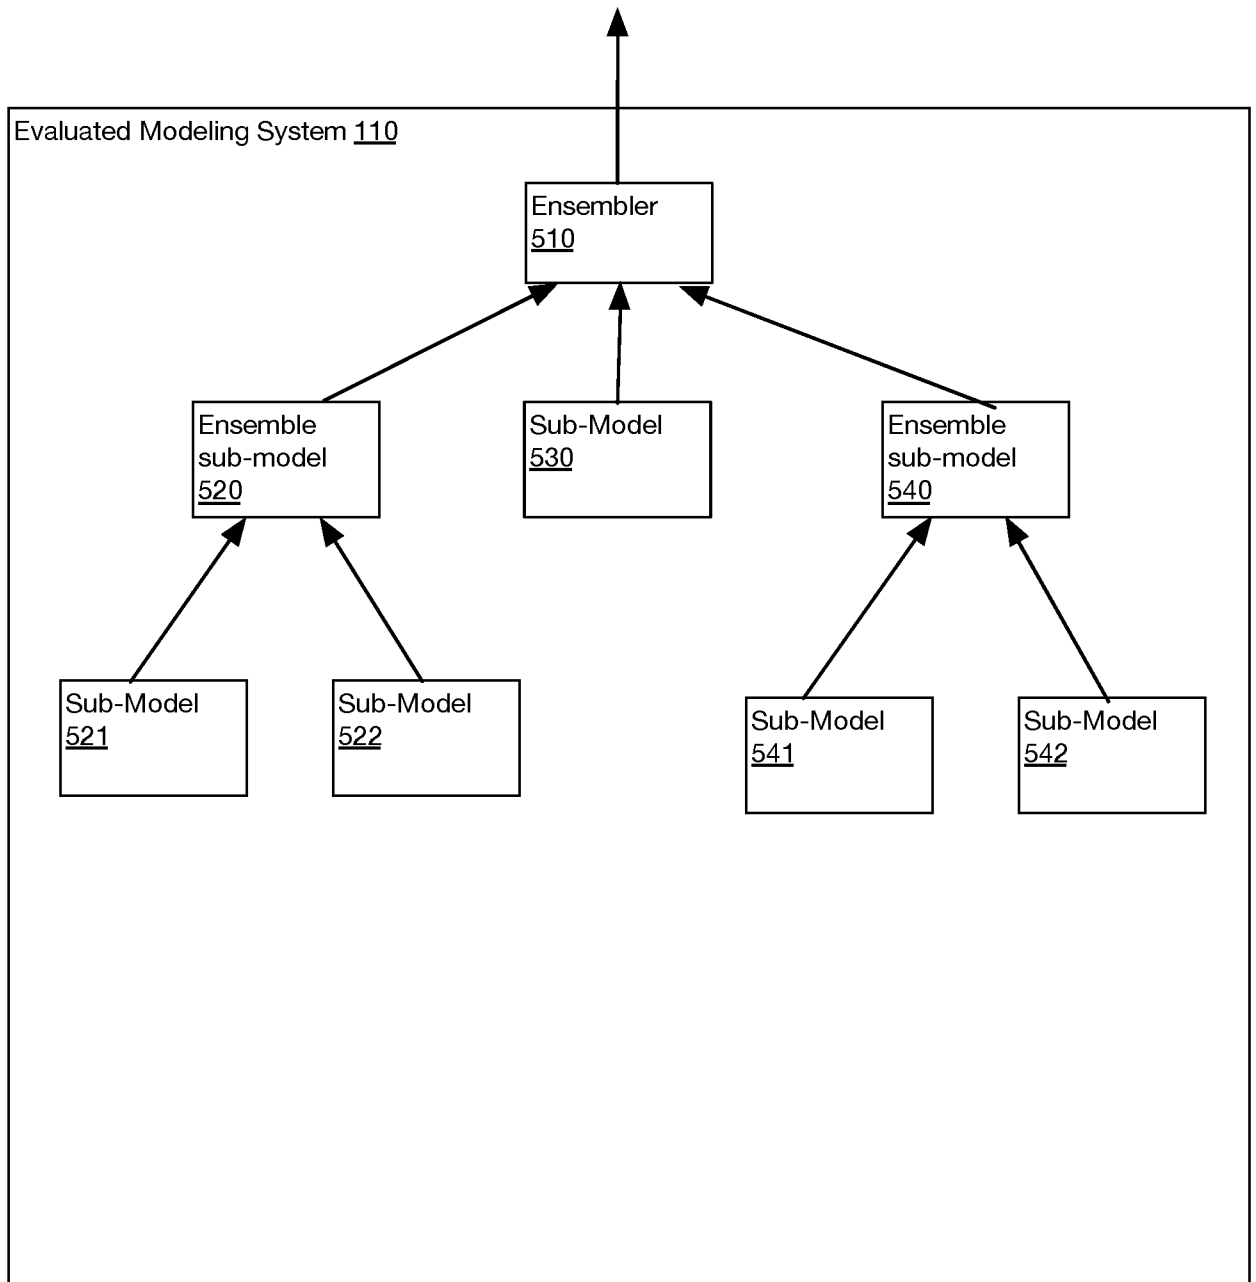 Evaluated Modeling System 110
Ensembler
510
Ensemble
sub-model
520
Sub-Model
530
Ensemble
sub-model
540
Sub-Model
521
Sub-Model
522
Sub-Model
541
Sub-Model
542